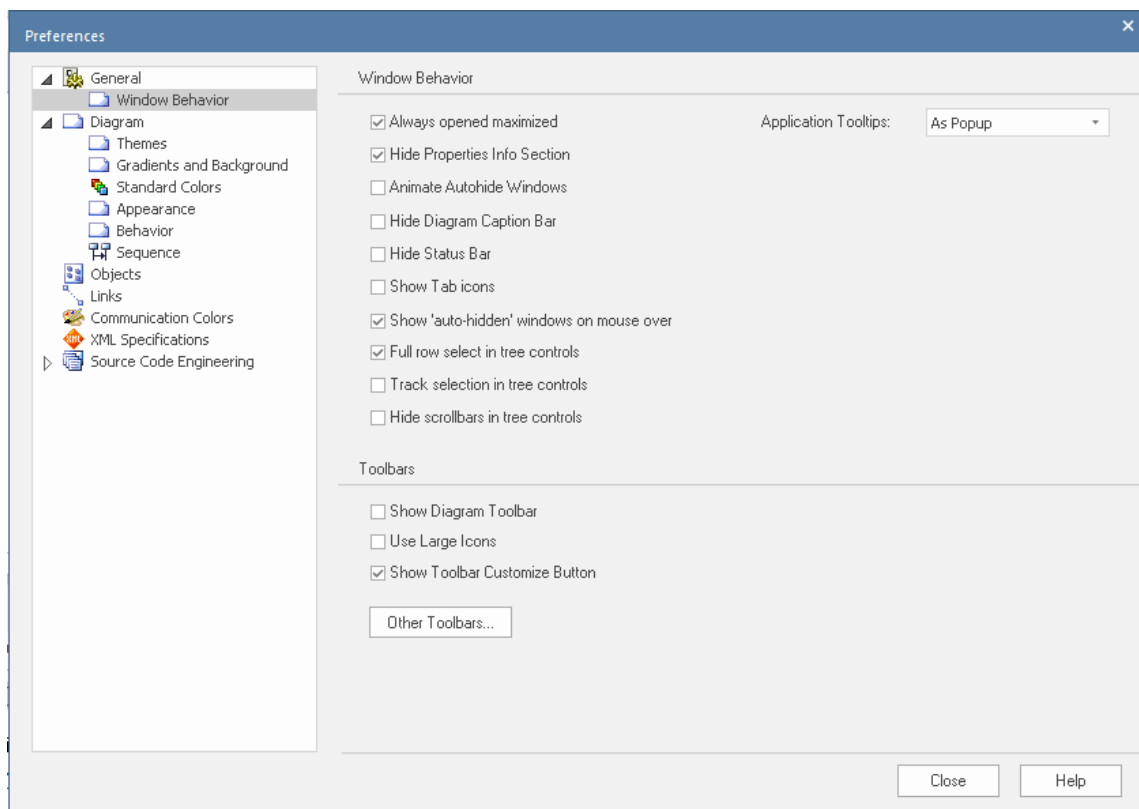 Preferences
General
Window Behavior
Diagram
Themes
Gradients and Background
Standard Colors
Appearance
Behavior
Sequence
Objects
Links
Communication Colors
XML Specifications
Source Code Engineering
Window Behavior
Always opened maximized
Application Tooltips: As Popup
Hide Properties Info Section
Animate Autohide Windows
Hide Diagram Caption Bar
Hide Status Bar
Show Tab icons
Show 'auto-hidden' windows on mouse over
Full row select in tree controls
Track selection in tree controls
Hide scrollbars in tree controls
Toolbars
Show Diagram Toolbar
Use Large Icons
Show Toolbar Customize Button
Other Toolbars...
Close Help